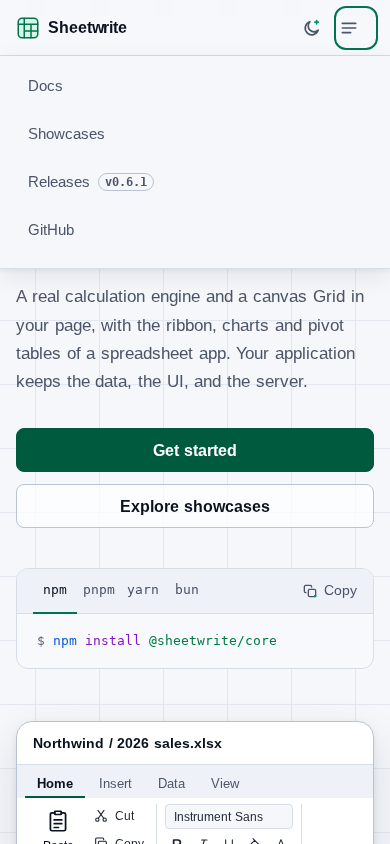 Sheetwrite
Docs
Showcases
Releases v0.6.1
GitHub
A real calculation engine and a canvas Grid in
your page, with the ribbon, charts and pivot
tables of a spreadsheet app. Your application
keeps the data, the UI, and the server.
Get started
Explore showcases
npm pnpm yarn bun Copy
$ npm install @sheetwrite/core
Northwind / 2026 sales.xlsx
Home Insert Data View
Cut Instrument Sans
Paste Copy B I U A